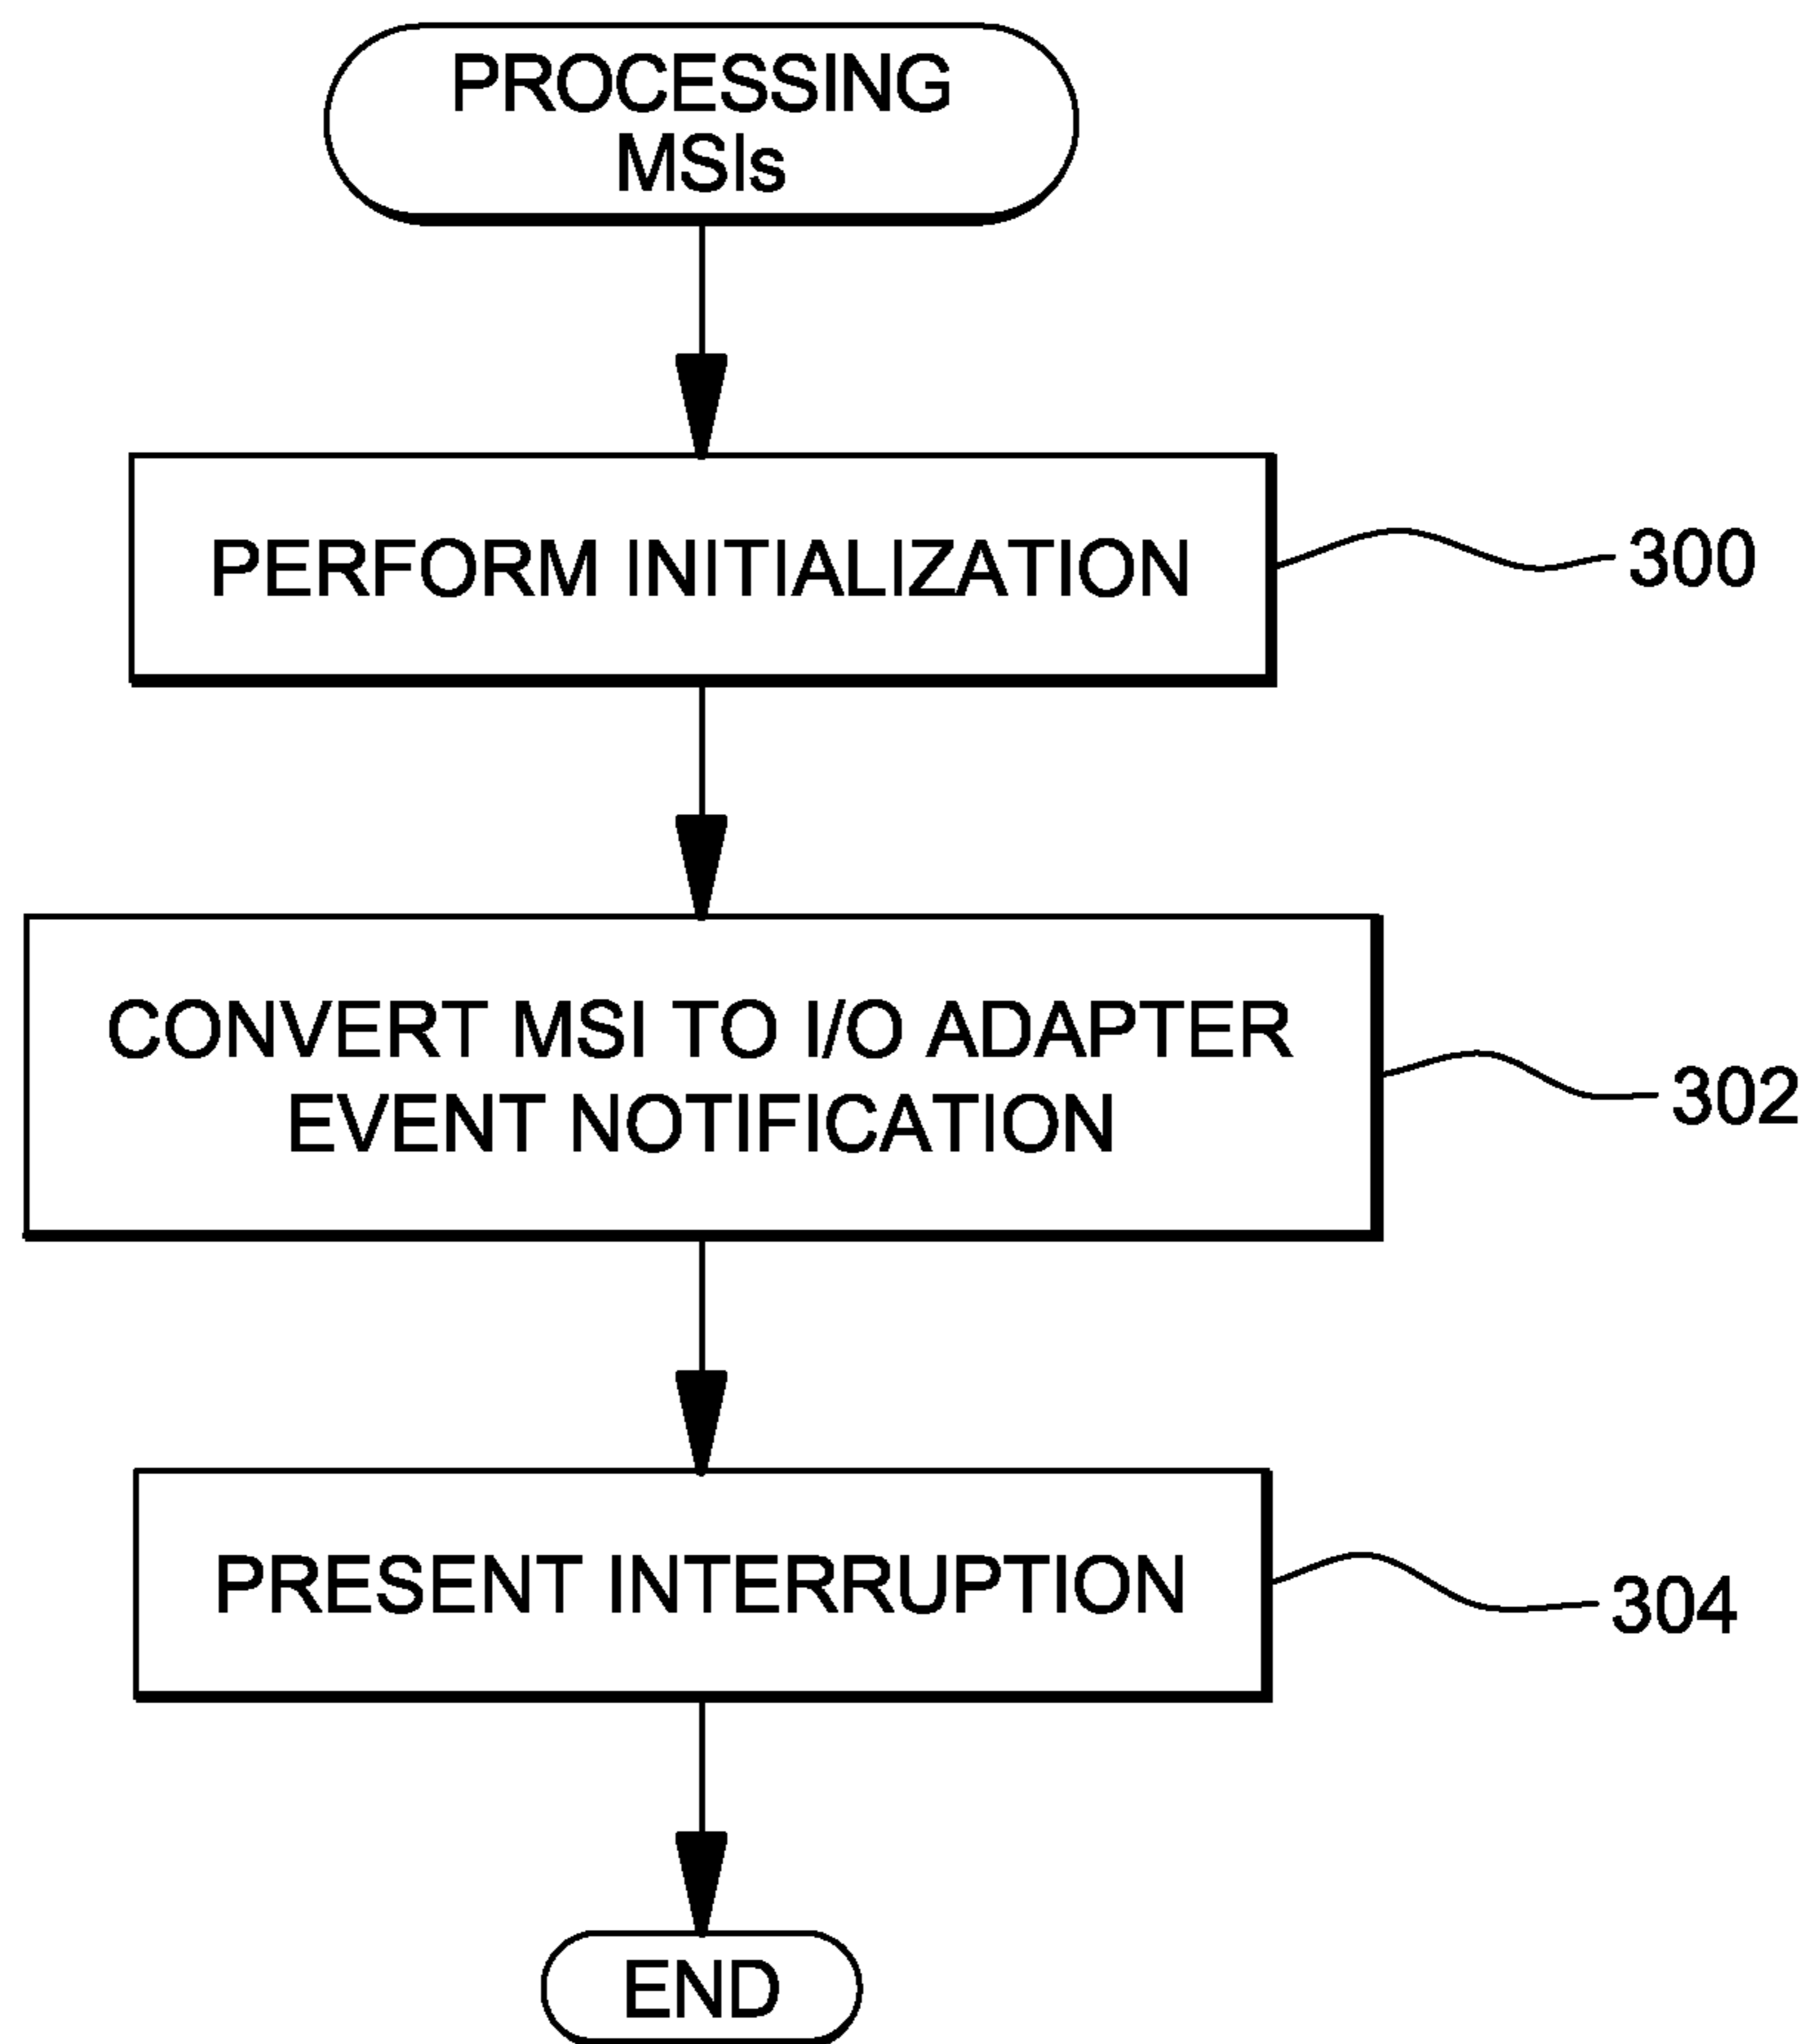 PROCESSING
MSIs
PERFORM INITIALIZATION
300
CONVERT MSI TO I/O ADAPTER
EVENT NOTIFICATION
302
PRESENT INTERRUPTION
304
END